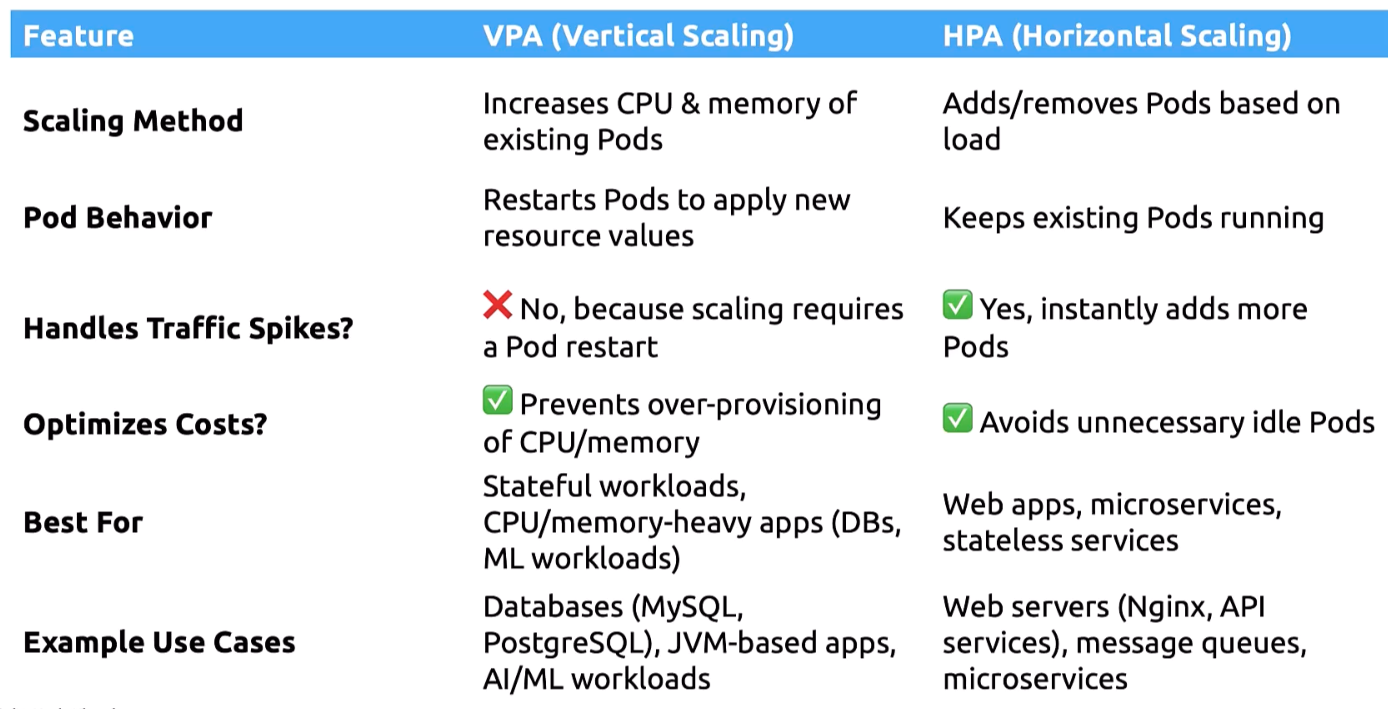 Feature VPA (Vertical Scaling) HPA (Horizontal Scaling)
Scaling Method
Increases CPU & memory of
existing Pods
Adds/removes Pods based on
load
Pod Behavior
Restarts Pods to apply new
resource values
Keeps existing Pods running
Handles Traffic Spikes?
❌ No, because scaling requires
a Pod restart
✅ Yes, instantly adds more
Pods
Optimizes Costs?
✅ Prevents over-provisioning
of CPU/memory
✅ Avoids unnecessary idle Pods
Best For
Stateful workloads,
CPU/memory-heavy apps (DBs,
ML workloads)
Web apps, microservices,
stateless services
Example Use Cases
Databases (MySQL,
PostgreSQL), JVM-based apps,
AI/ML workloads
Web servers (Nginx, API
services), message queues,
microservices